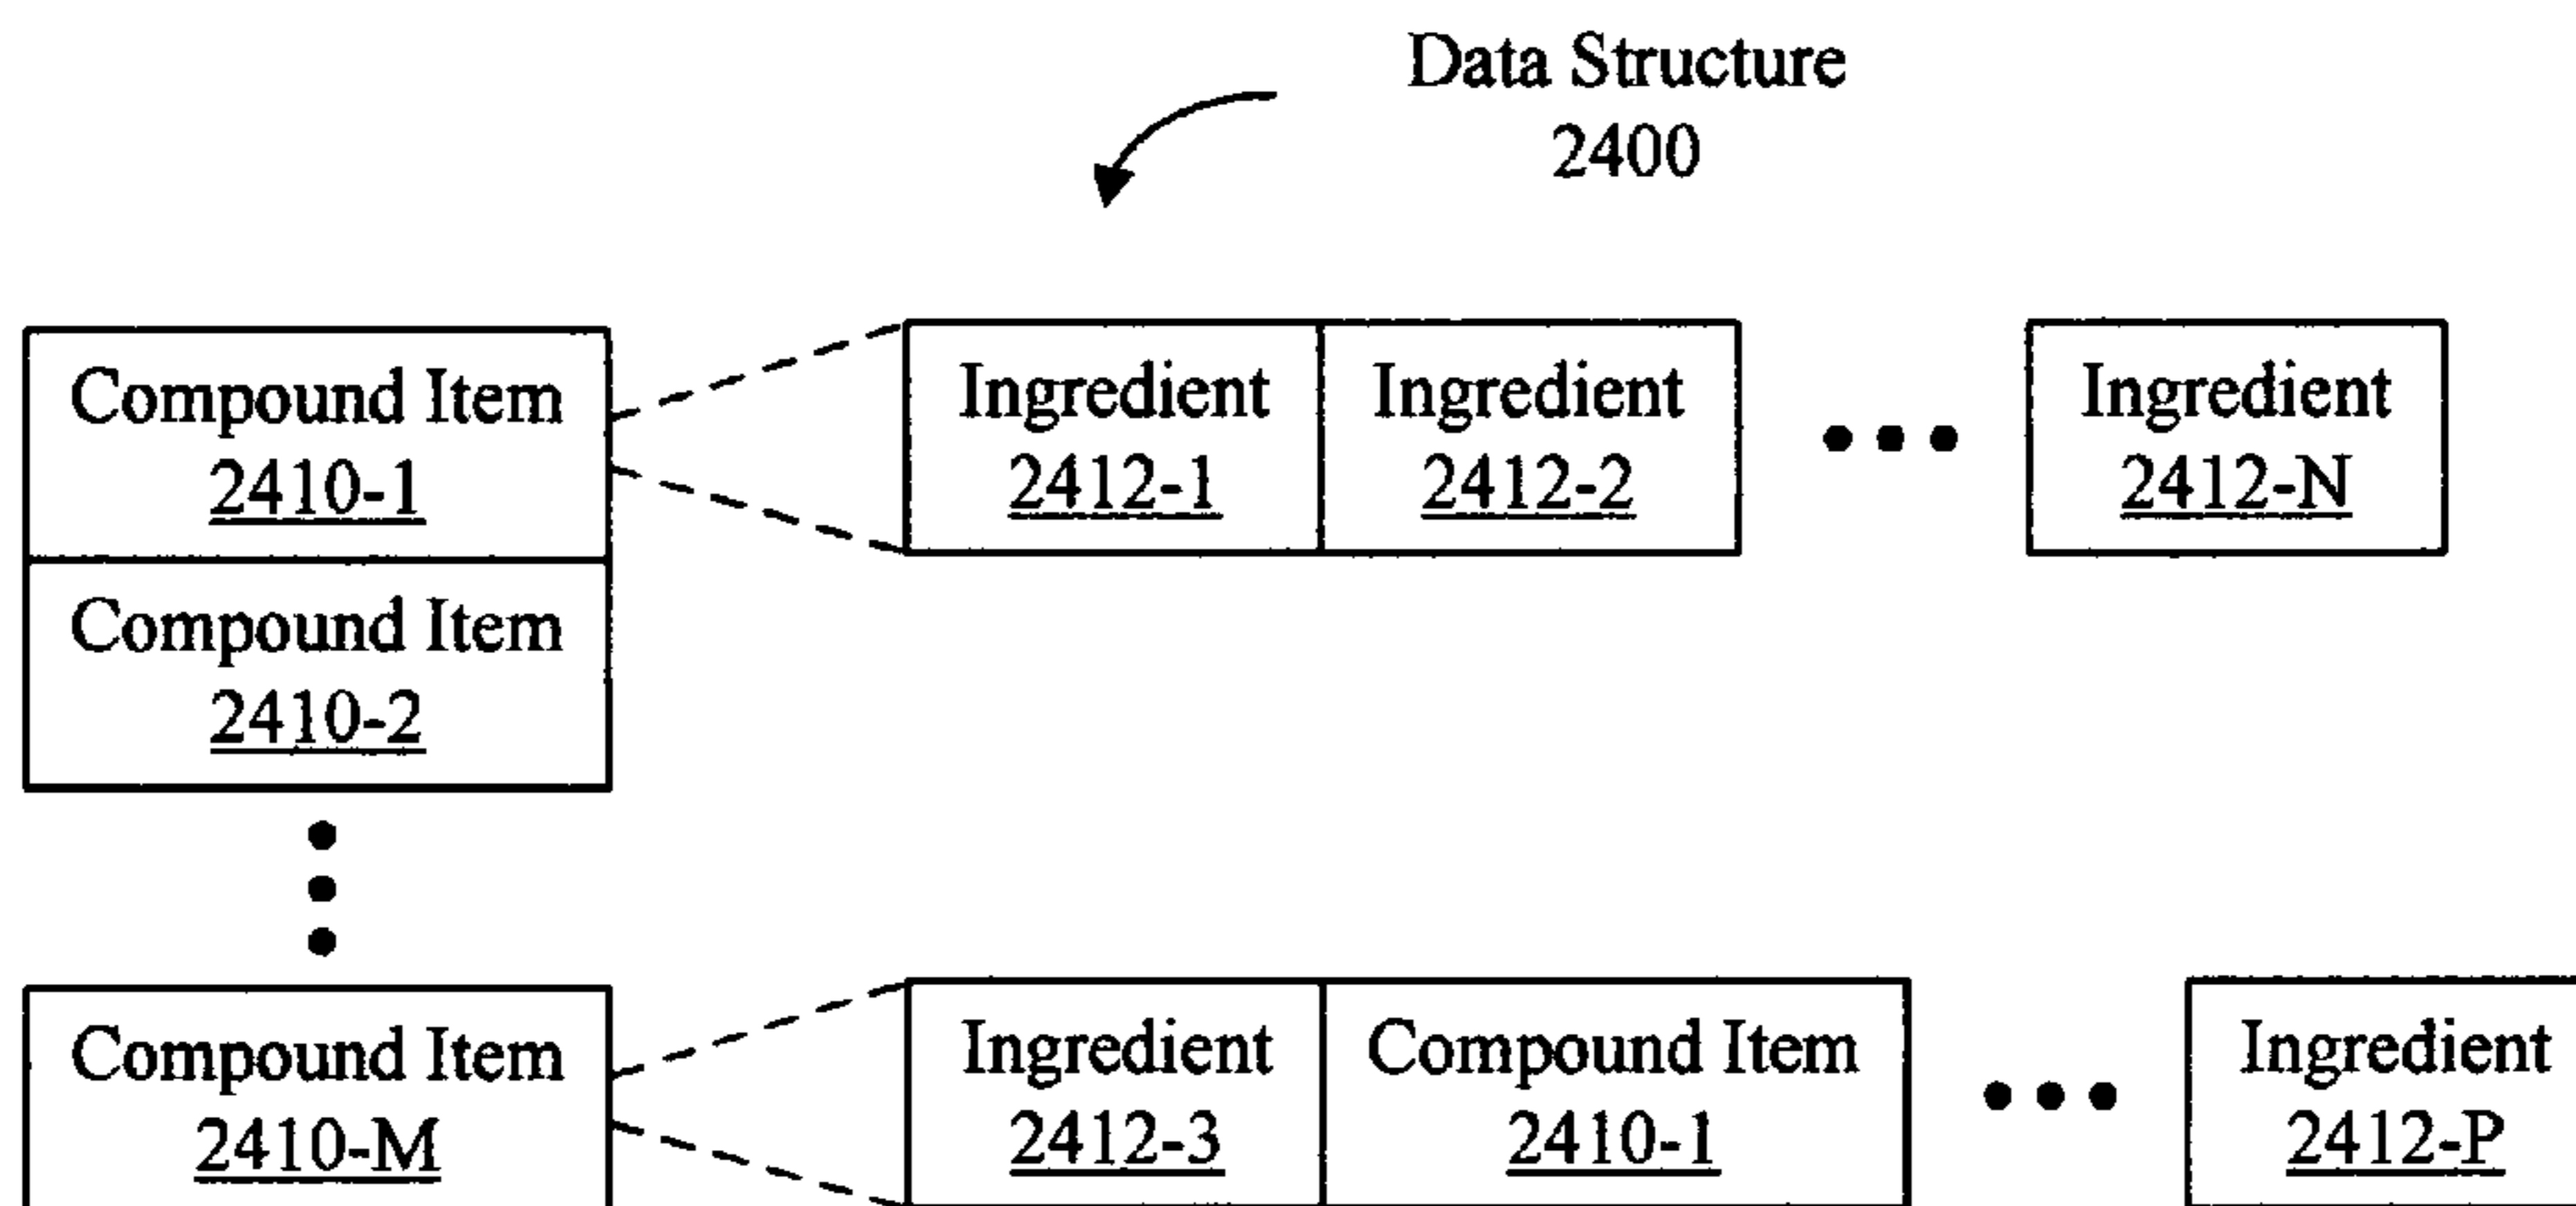 Data Structure
2400
Compound Item
2410-1
Ingredient
2412-1
Ingredient
2412-2
Ingredient
2412-N
Compound Item
2410-2
Compound Item
2410-M
Ingredient
2412-3
Compound Item
2410-1
Ingredient
2412-P